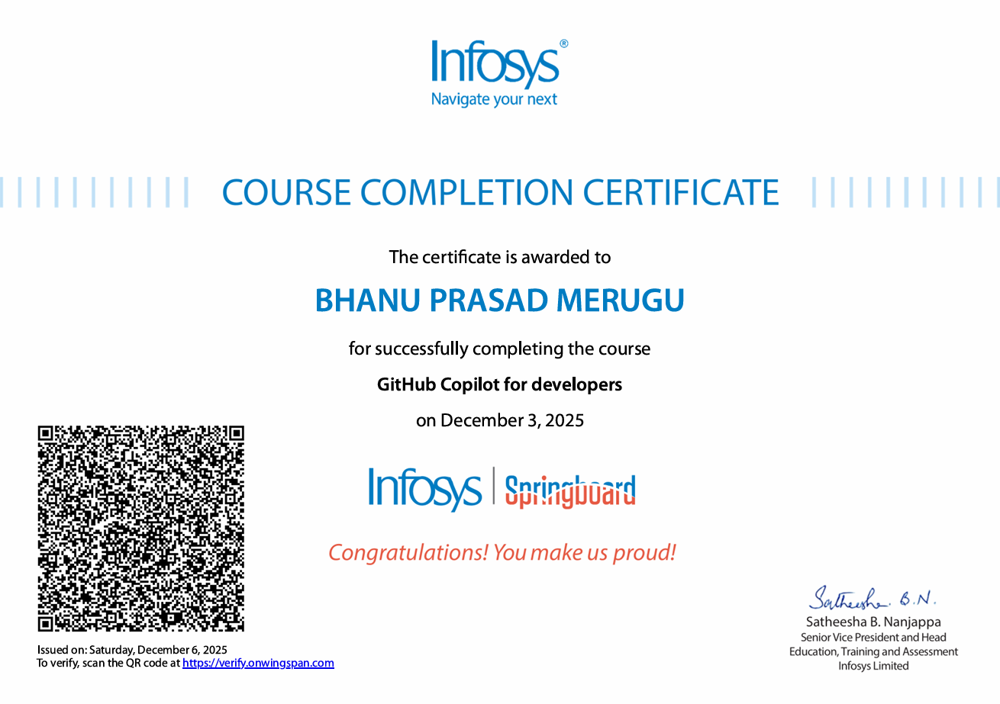 Infosys®
Navigate your next
COURSE COMPLETION CERTIFICATE
The certificate is awarded to
BHANU PRASAD MERUGU
for successfully completing the course
GitHub Copilot for developers
on December 3, 2025
Infosys | Springboard
Congratulations! You make us proud!
Satheesha B.N.
Satheesha B. Nanjappa
Senior Vice President and Head
Education, Training and Assessment
Infosys Limited
Issued on: Saturday, December 6, 2025
To verify, scan the QR code at https://verify.onwingspan.com